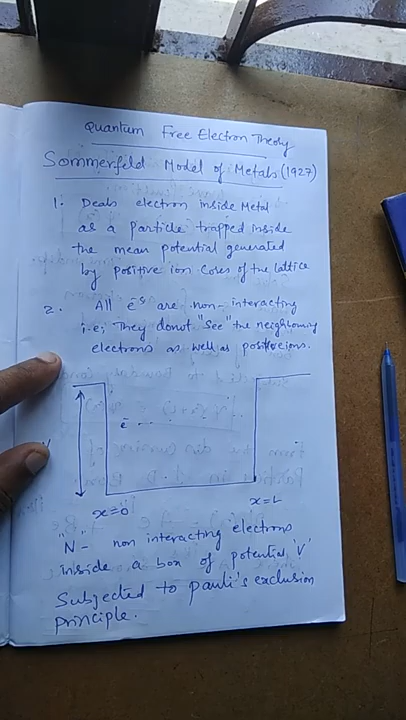 Quantum Free Electron Theory
Sommerfeld Model of Metals (1927)
1. Deals electron inside Metal
as a particle trapped inside
the mean potential generated
by positive ion cores of the lattice
2. All e⁻s are non-interacting
i.e; They donot "See" the neighbouring
electrons as well as positive ions.
e⁻ ...
x=0
x=L
"N"- non interacting electrons
inside a box of potential 'V'
Subjected to pauli's exclusion
principle.